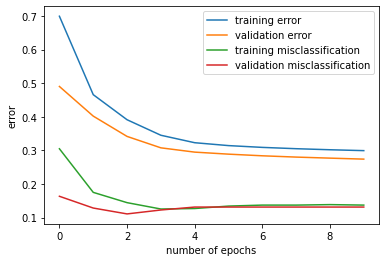 0.7
0.6
0.5
0.4
0.3
0.2
0.1
error
training error
validation error
training misclassification
validation misclassification
0 2 4 6 8
number of epochs